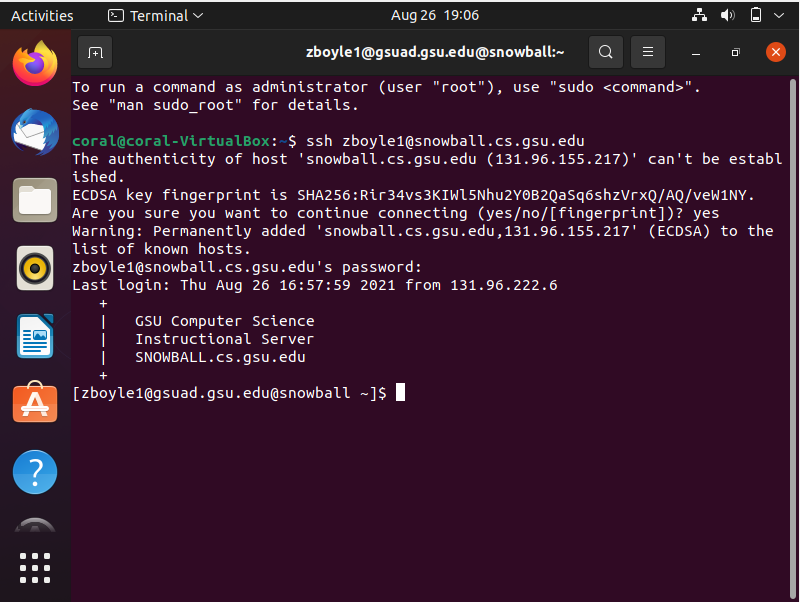 Activities Terminal Aug 26 19:06
zboyle1@gsuad.gsu.edu@snowball:~
To run a command as administrator (user "root"), use "sudo <command>".
See "man sudo_root" for details.
coral@coral-VirtualBox:~$ ssh zboyle1@snowball.cs.gsu.edu
The authenticity of host 'snowball.cs.gsu.edu (131.96.155.217)' can't be establ
ished.
ECDSA key fingerprint is SHA256:Rir34vs3KIWl5Nhu2Y0B2QaSq6shzVrxQ/AQ/veW1NY.
Are you sure you want to continue connecting (yes/no/[fingerprint])? yes
Warning: Permanently added 'snowball.cs.gsu.edu,131.96.155.217' (ECDSA) to the
list of known hosts.
zboyle1@snowball.cs.gsu.edu's password:
Last login: Thu Aug 26 16:57:59 2021 from 131.96.222.6
+
| GSU Computer Science
| Instructional Server
| SNOWBALL.cs.gsu.edu
+
[zboyle1@gsuad.gsu.edu@snowball ~]$